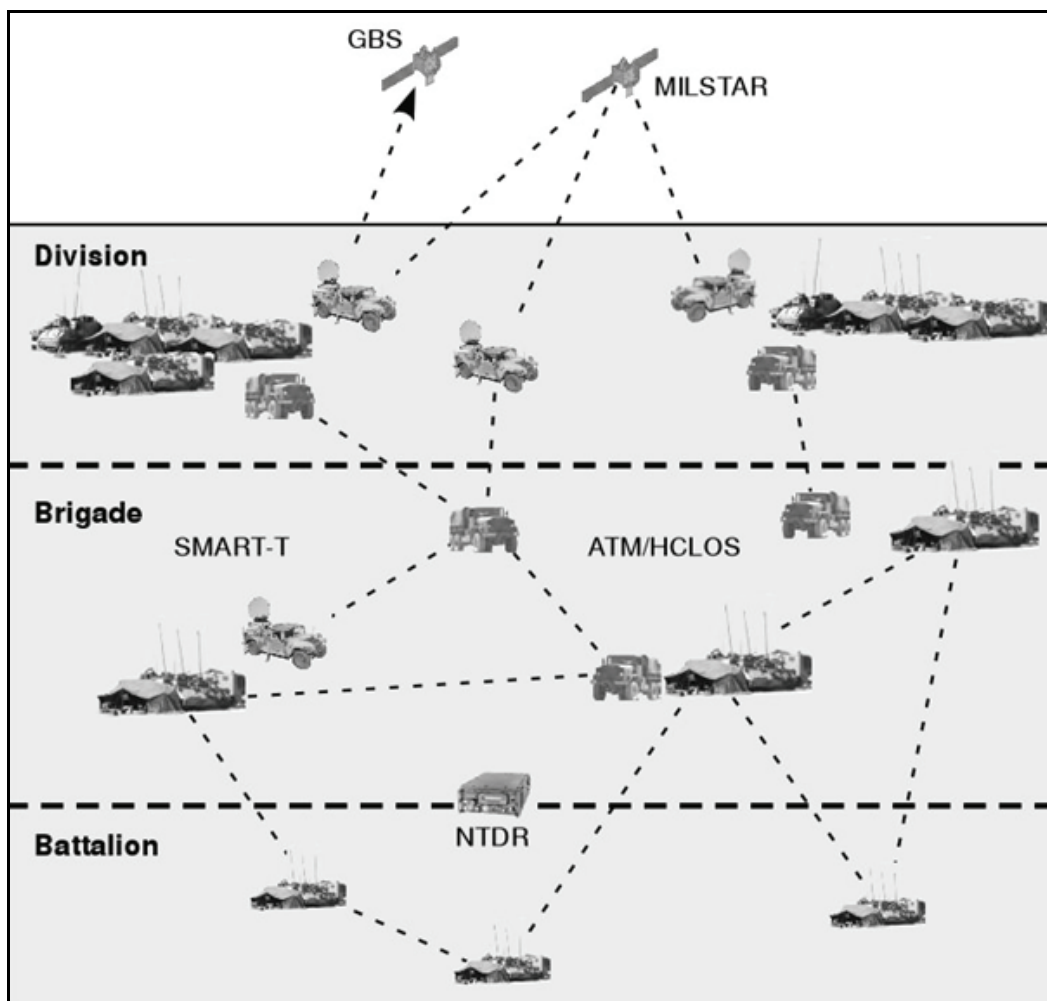 GBS
MILSTAR
Division
Brigade
SMART-T
ATM/HCLOS
NTDR
Battalion